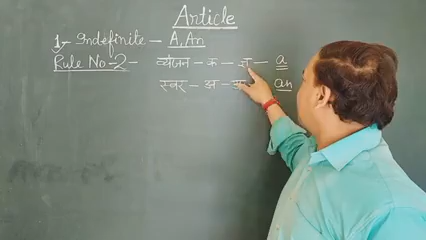 Article
1- Indefinite - A, An
Rule No-2- व्यंजन - क - - a
स्वर - अ - an